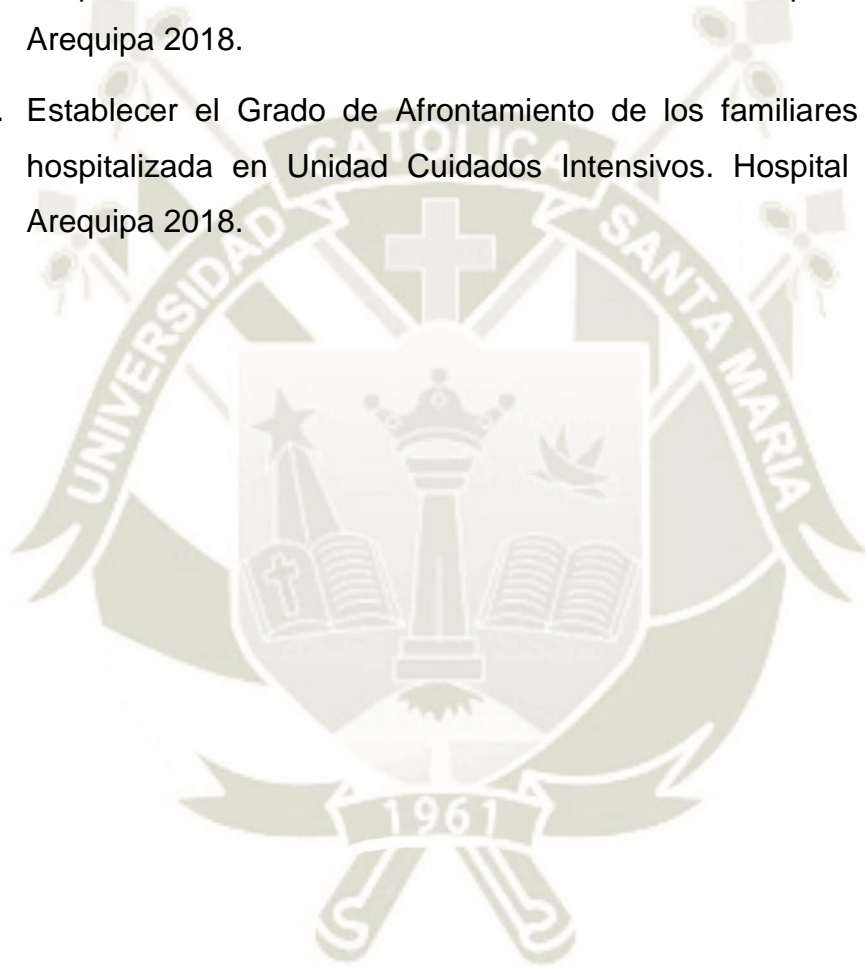 Arequipa 2018.
. Establecer el Grado de Afrontamiento de los familiares
hospitalizada en Unidad Cuidados Intensivos. Hospital
Arequipa 2018.
UNIVERSIDAD CATOLICA SANTA MARIA
1961